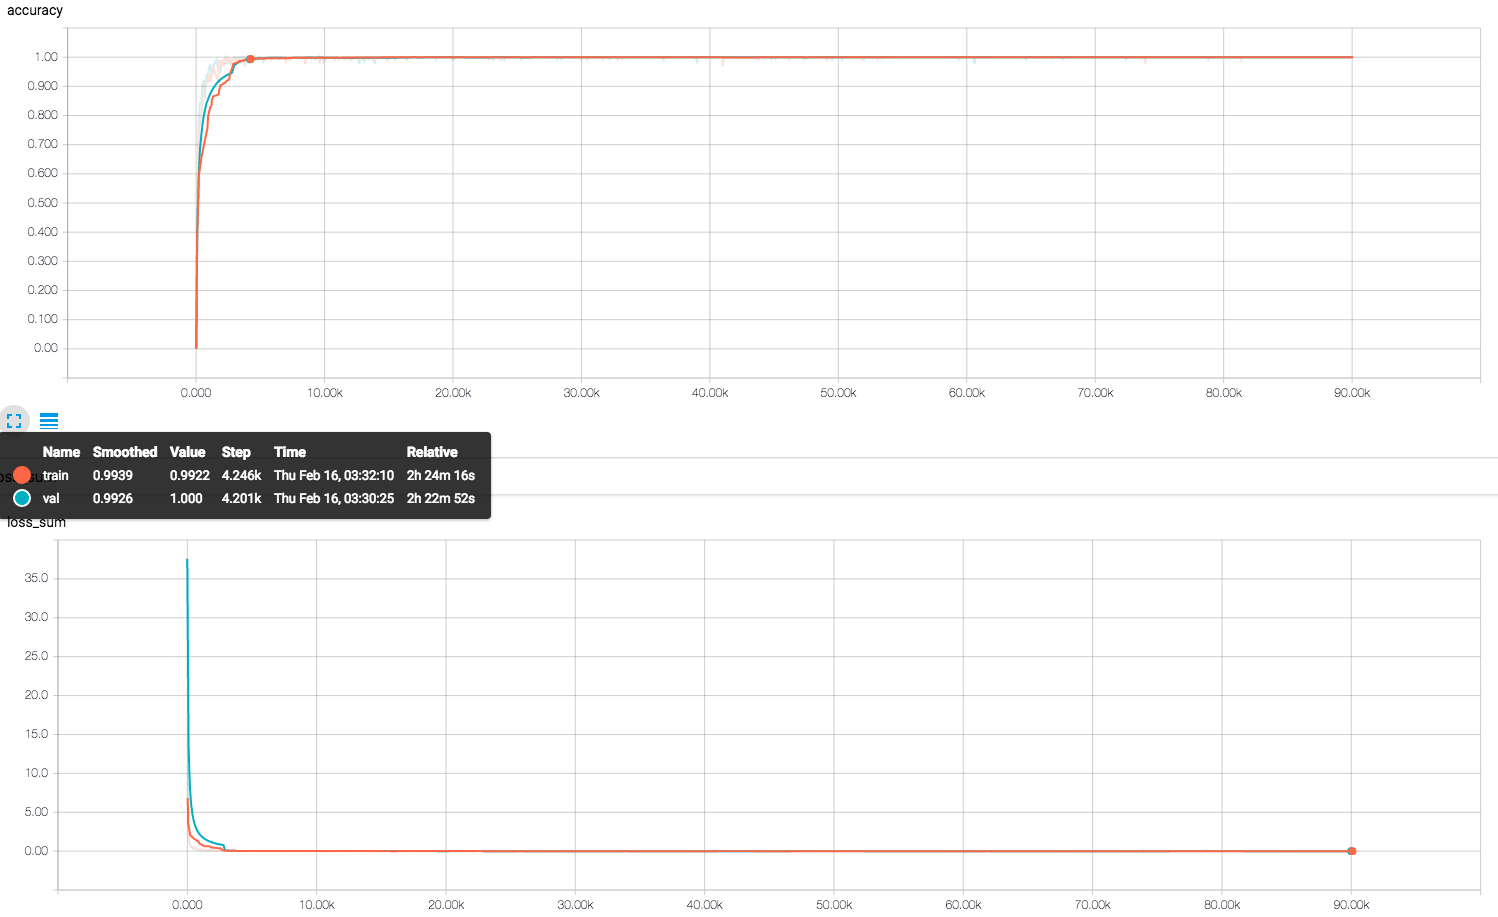 accuracy
1.00
0.900
0.800
0.700
0.600
0.500
0.400
0.300
0.200
0.100
0.00
0.000 10.00k 20.00k 30.00k 40.00k 50.00k 60.00k 70.00k 80.00k 90.00k
Name Smoothed Value Step Time Relative
train 0.9939 0.9922 4.246k Thu Feb 16, 03:32:10 2h 24m 16s
val 0.9926 1.000 4.201k Thu Feb 16, 03:30:25 2h 22m 52s
loss_sum
35.0
30.0
25.0
20.0
15.0
10.0
5.00
0.00
0.000 10.00k 20.00k 30.00k 40.00k 50.00k 60.00k 70.00k 80.00k 90.00k